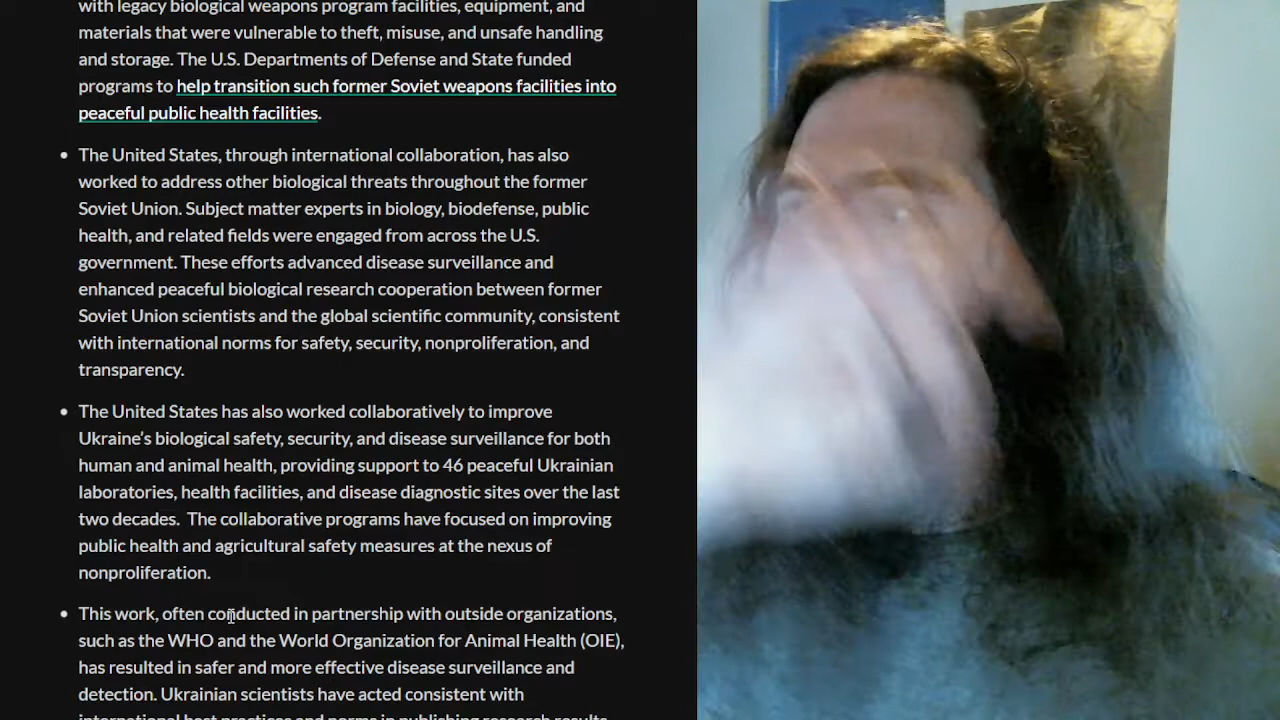 with legacy biological weapons program facilities, equipment, and
materials that were vulnerable to theft, misuse, and unsafe handling
and storage. The U.S. Departments of Defense and State funded
programs to help transition such former Soviet weapons facilities into
peaceful public health facilities.
The United States, through international collaboration, has also
worked to address other biological threats throughout the former
Soviet Union. Subject matter experts in biology, biodefense, public
health, and related fields were engaged from across the U.S.
government. These efforts advanced disease surveillance and
enhanced peaceful biological research cooperation between former
Soviet Union scientists and the global scientific community, consistent
with international norms for safety, security, nonproliferation, and
transparency.
The United States has also worked collaboratively to improve
Ukraine's biological safety, security, and disease surveillance for both
human and animal health, providing support to 46 peaceful Ukrainian
laboratories, health facilities, and disease diagnostic sites over the last
two decades.  The collaborative programs have focused on improving
public health and agricultural safety measures at the nexus of
nonproliferation.
This work, often conducted in partnership with outside organizations,
such as the WHO and the World Organization for Animal Health (OIE),
has resulted in safer and more effective disease surveillance and
detection. Ukrainian scientists have acted consistent with
international best practices and norms in publishing research results,